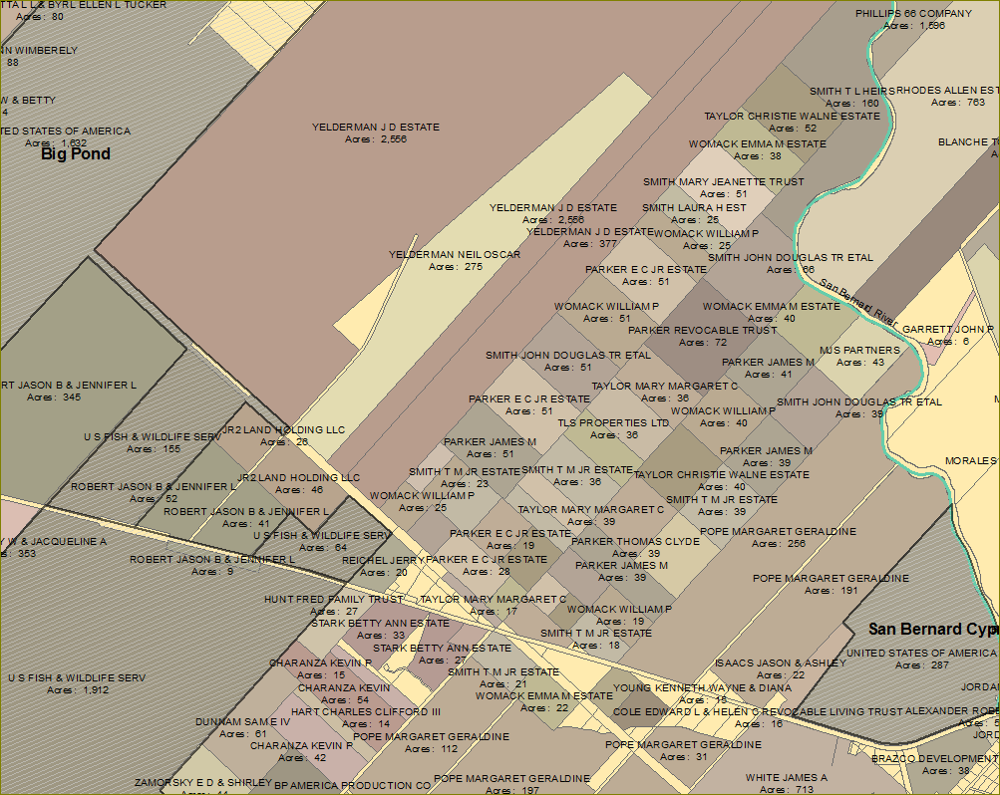 TTA L L & BYRL ELLEN L TUCKER
Acres: 80
PHILLIPS 66 COMPANY
Acres: 1,596
IN WIMBERELY
88
SMITH T L HEIRS
Acres: 160
RHODES ALLEN EST
Acres: 763
W & BETTY
4
TAYLOR CHRISTIE WALNE ESTATE
Acres: 52
YELDERMAN J D ESTATE
Acres: 2,556
TED STATES OF AMERICA
Acres: 1,632
Big Pond
WOMACK EMMA M ESTATE
Acres: 38
BLANCHE T
A
SMITH MARY JEANETTE TRUST
Acres: 51
YELDERMAN J D ESTATE
Acres: 2,556
SMITH LAURA H EST
Acres: 25
YELDERMAN J D ESTATE
Acres: 377
WOMACK WILLIAM P
Acres: 25
YELDERMAN NEIL OSCAR
Acres: 275
SMITH JOHN DOUGLAS TR ETAL
Acres: 66
PARKER E C JR ESTATE
Acres: 51
San Bernard River
WOMACK WILLIAM P
Acres: 51
WOMACK EMMA M ESTATE
Acres: 40
PARKER REVOCABLE TRUST
Acres: 72
GARRETT JOHN P
Acres: 6
SMITH JOHN DOUGLAS TR ETAL
Acres: 51
MJS PARTNERS
Acres: 43
PARKER JAMES M
Acres: 41
RT JASON B & JENNIFER L
Acres: 345
TAYLOR MARY MARGARET C
Acres: 36
PARKER E C JR ESTATE
Acres: 51
SMITH JOHN DOUGLAS TR ETAL
Acres: 39
WOMACK WILLIAM P
Acres: 40
TLS PROPERTIES LTD
Acres: 36
U S FISH & WILDLIFE SERV
Acres: 155
JR2 LAND HOLDING LLC
Acres: 26
PARKER JAMES M
Acres: 51
PARKER JAMES M
Acres: 39
MORALES
SMITH T M JR ESTATE
Acres: 23
SMITH T M JR ESTATE
Acres: 36
TAYLOR CHRISTIE WALNE ESTATE
Acres: 40
JR2 LAND HOLDING LLC
Acres: 46
ROBERT JASON B & JENNIFER L
Acres: 52
WOMACK WILLIAM P
Acres: 25
SMITH T M JR ESTATE
Acres: 39
ROBERT JASON B & JENNIFER L
Acres: 41
TAYLOR MARY MARGARET C
Acres: 39
U S FISH & WILDLIFE SERV
Acres: 64
PARKER E C JR ESTATE
Acres: 19
POPE MARGARET GERALDINE
Acres: 256
Y W & JACQUELINE A
s: 353
PARKER THOMAS CLYDE
Acres: 39
ROBERT JASON B & JENNIFER L
Acres: 9
REICHEL JERRY
Acres: 20
PARKER E C JR ESTATE
Acres: 28
PARKER JAMES M
Acres: 39
POPE MARGARET GERALDINE
Acres: 191
HUNT FRED FAMILY TRUST
Acres: 27
TAYLOR MARY MARGARET C
Acres: 17
WOMACK WILLIAM P
Acres: 19
STARK BETTY ANN ESTATE
Acres: 33
SMITH T M JR ESTATE
Acres: 18
San Bernard Cyp
STARK BETTY ANN ESTATE
Acres: 27
UNITED STATES OF AMERICA
Acres: 287
CHARANZA KEVIN R
Acres: 15
ISAACS JASON & ASHLEY
Acres: 22
U S FISH & WILDLIFE SERV
Acres: 1,912
SMITH T M JR ESTATE
Acres: 21
CHARANZA KEVIN
Acres: 54
YOUNG KENNETH WAYNE & DIANA
JORDA
WOMACK EMMA M ESTATE
Acres: 22
HART CHARLES CLIFFORD III
Acres: 14
COLE EDWARD L & HELEN G REVOCABLE LIVING TRUST
Acres: 16
ALEXANDER ROB
DUNHAM SAM E IV
Acres: 61
POPE MARGARET GERALDINE
Acres: 112
CHARANZA KEVIN P
Acres: 42
POPE MARGARET GERALDINE
Acres: 31
BRAZCO DEVELOPMENT
Acres: 38
ZAMORSKY E D & SHIRLEY
BP AMERICA PRODUCTION CO
POPE MARGARET GERALDINE
Acres: 197
WHITE JAMES A
Acres: 713